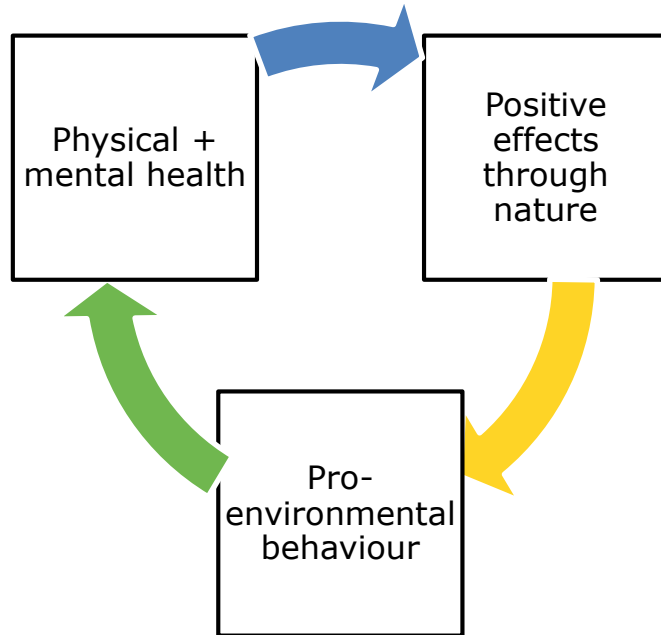 Physical +
mental health
Positive
effects
through
nature
Pro-
environmental
behaviour